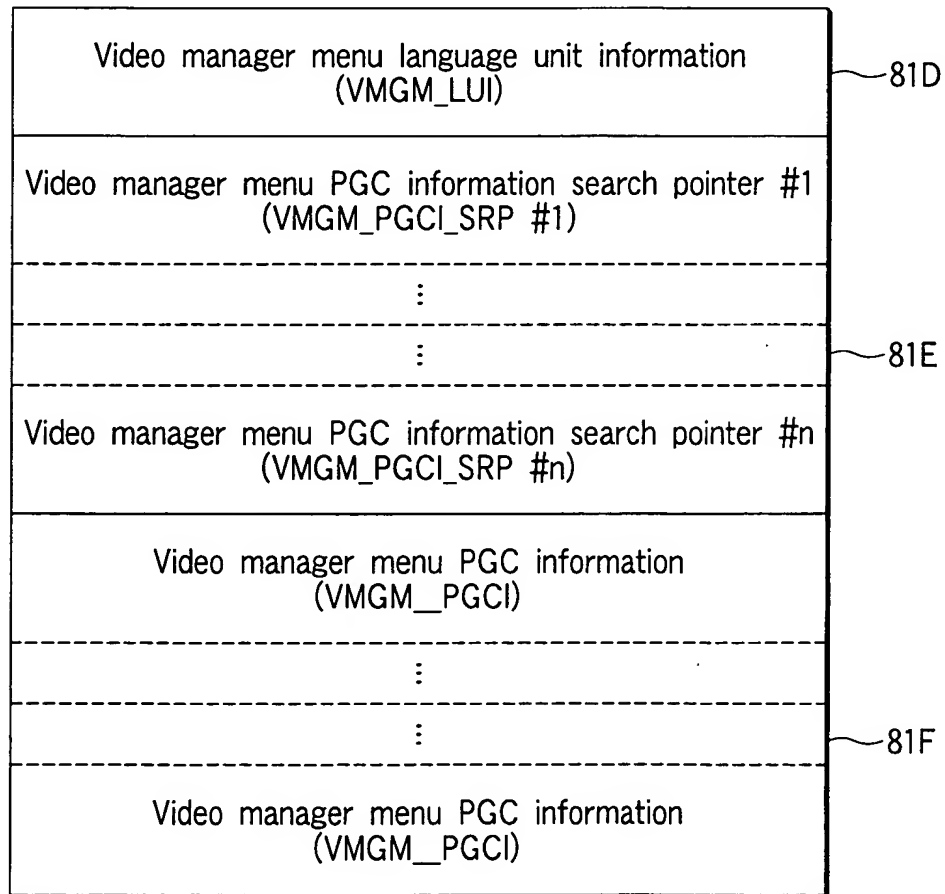 Video manager menu language unit information
(VMGM_LUI)
81D
Video manager menu PGC information search pointer #1
(VMGM_PGCI_SRP #1)
⋮
⋮
81E
Video manager menu PGC information search pointer #n
(VMGM_PGCI_SRP #n)
Video manager menu PGC information
(VMGM__PGCI)
⋮
⋮
81F
Video manager menu PGC information
(VMGM__PGCI)